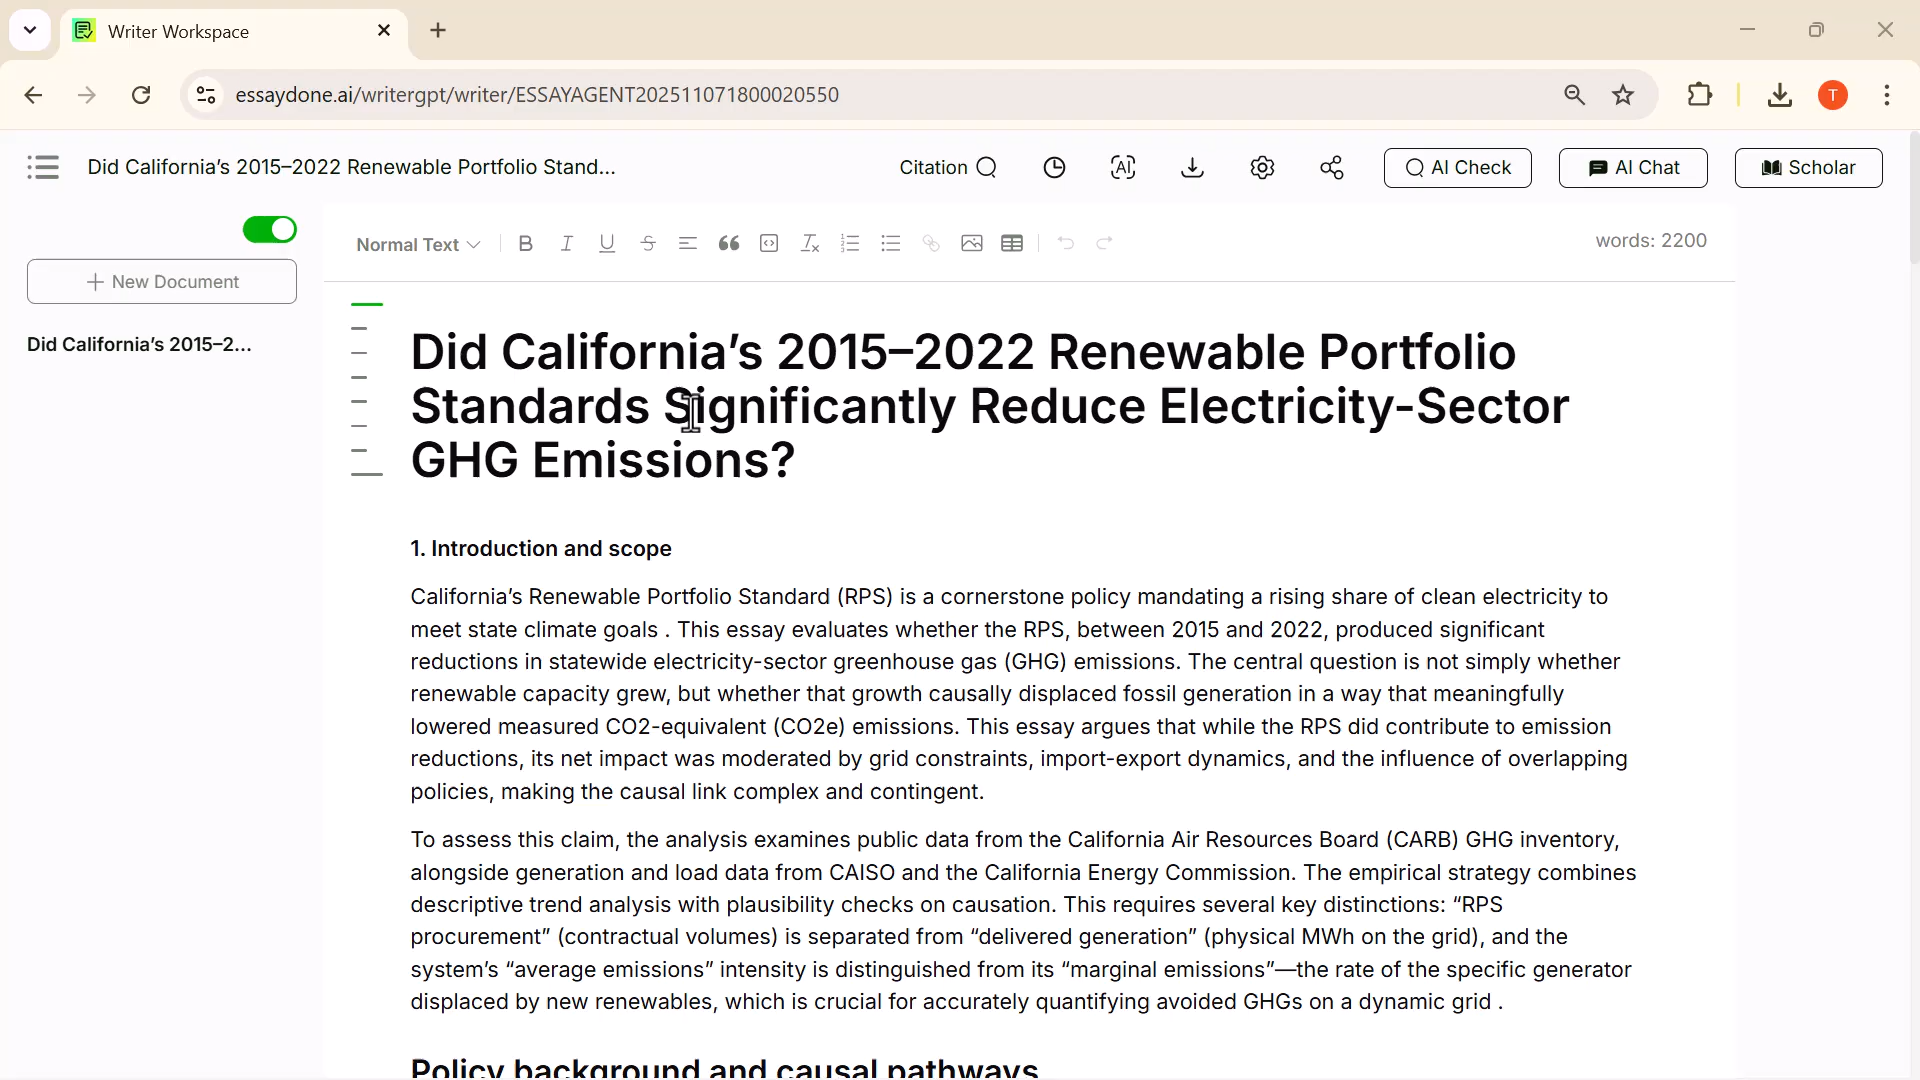 Writer Workspace
essaydone.ai/writergpt/writer/ESSAYAGENT202511071800020550
T
Did California's 2015–2022 Renewable Portfolio Stand...
Citation
AI
AI Check
AI Chat
Scholar
Normal Text
words: 2200
New Document
Did California's 2015–2...
Did California's 2015–2022 Renewable Portfolio
Standards Significantly Reduce Electricity-Sector
GHG Emissions?
1. Introduction and scope
California's Renewable Portfolio Standard (RPS) is a cornerstone policy mandating a rising share of clean electricity to
meet state climate goals . This essay evaluates whether the RPS, between 2015 and 2022, produced significant
reductions in statewide electricity-sector greenhouse gas (GHG) emissions. The central question is not simply whether
renewable capacity grew, but whether that growth causally displaced fossil generation in a way that meaningfully
lowered measured CO2-equivalent (CO2e) emissions. This essay argues that while the RPS did contribute to emission
reductions, its net impact was moderated by grid constraints, import-export dynamics, and the influence of overlapping
policies, making the causal link complex and contingent.
To assess this claim, the analysis examines public data from the California Air Resources Board (CARB) GHG inventory,
alongside generation and load data from CAISO and the California Energy Commission. The empirical strategy combines
descriptive trend analysis with plausibility checks on causation. This requires several key distinctions: “RPS
procurement” (contractual volumes) is separated from “delivered generation” (physical MWh on the grid), and the
system's “average emissions” intensity is distinguished from its “marginal emissions”—the rate of the specific generator
displaced by new renewables, which is crucial for accurately quantifying avoided GHGs on a dynamic grid .
Policy background and causal pathways